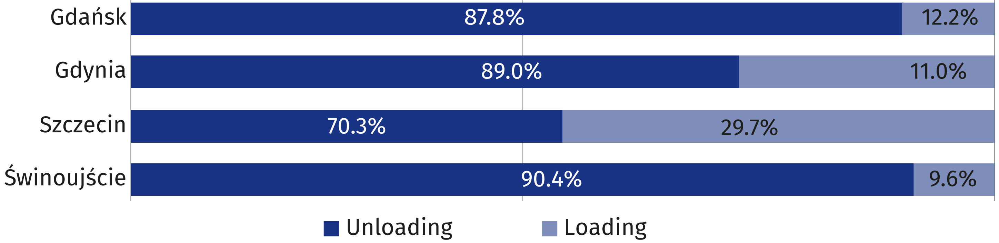 Gdańsk 87.8% 12.2%
Gdynia 89.0% 11.0%
Szczecin 70.3% 29.7%
Świnoujście 90.4% 9.6%
Unloading Loading